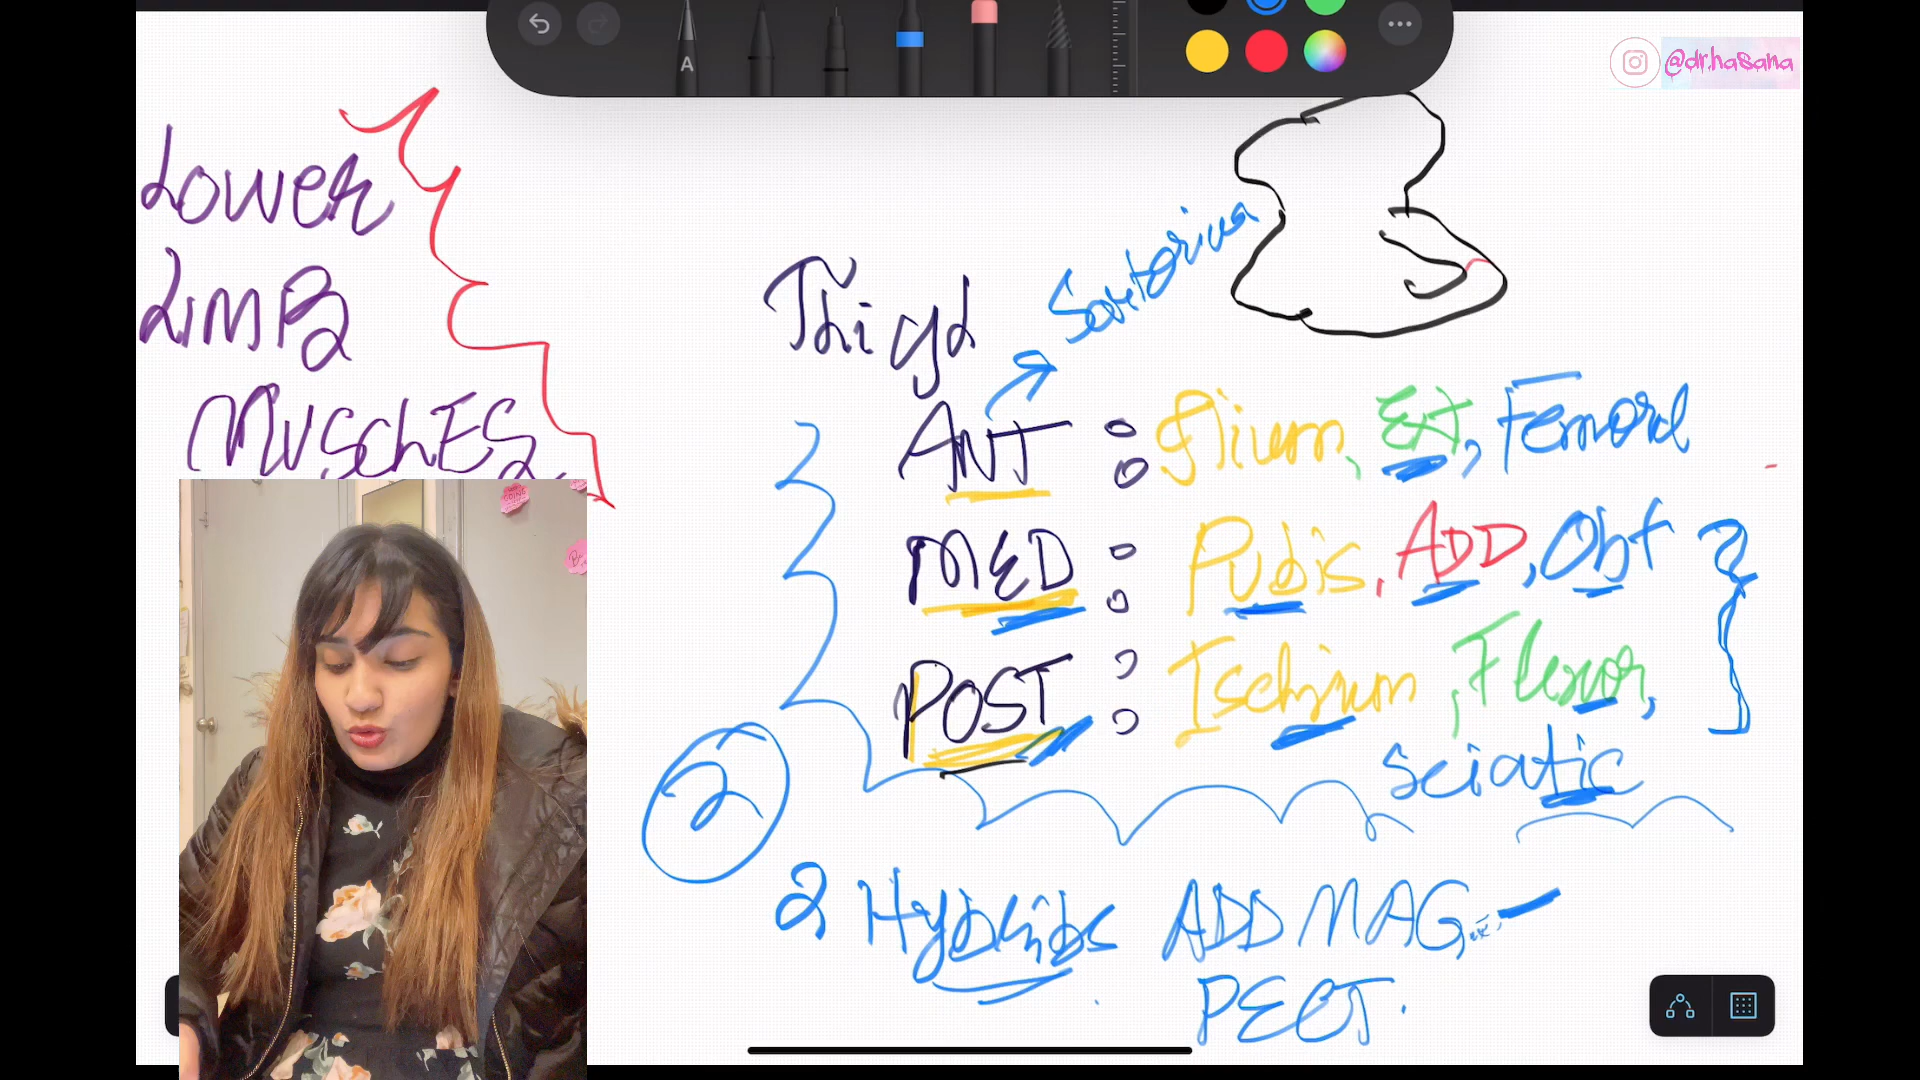 @dr.haSana
A
Lower
LimB
MUSchES
Thigh
Sartorius
ANT : Ilium, EXT, Femoral
MED : Pubis, ADD, Obt
POST : Ischium, Flexor,
Sciatic
2
2 Hybrids ADD MAG.
PECT.